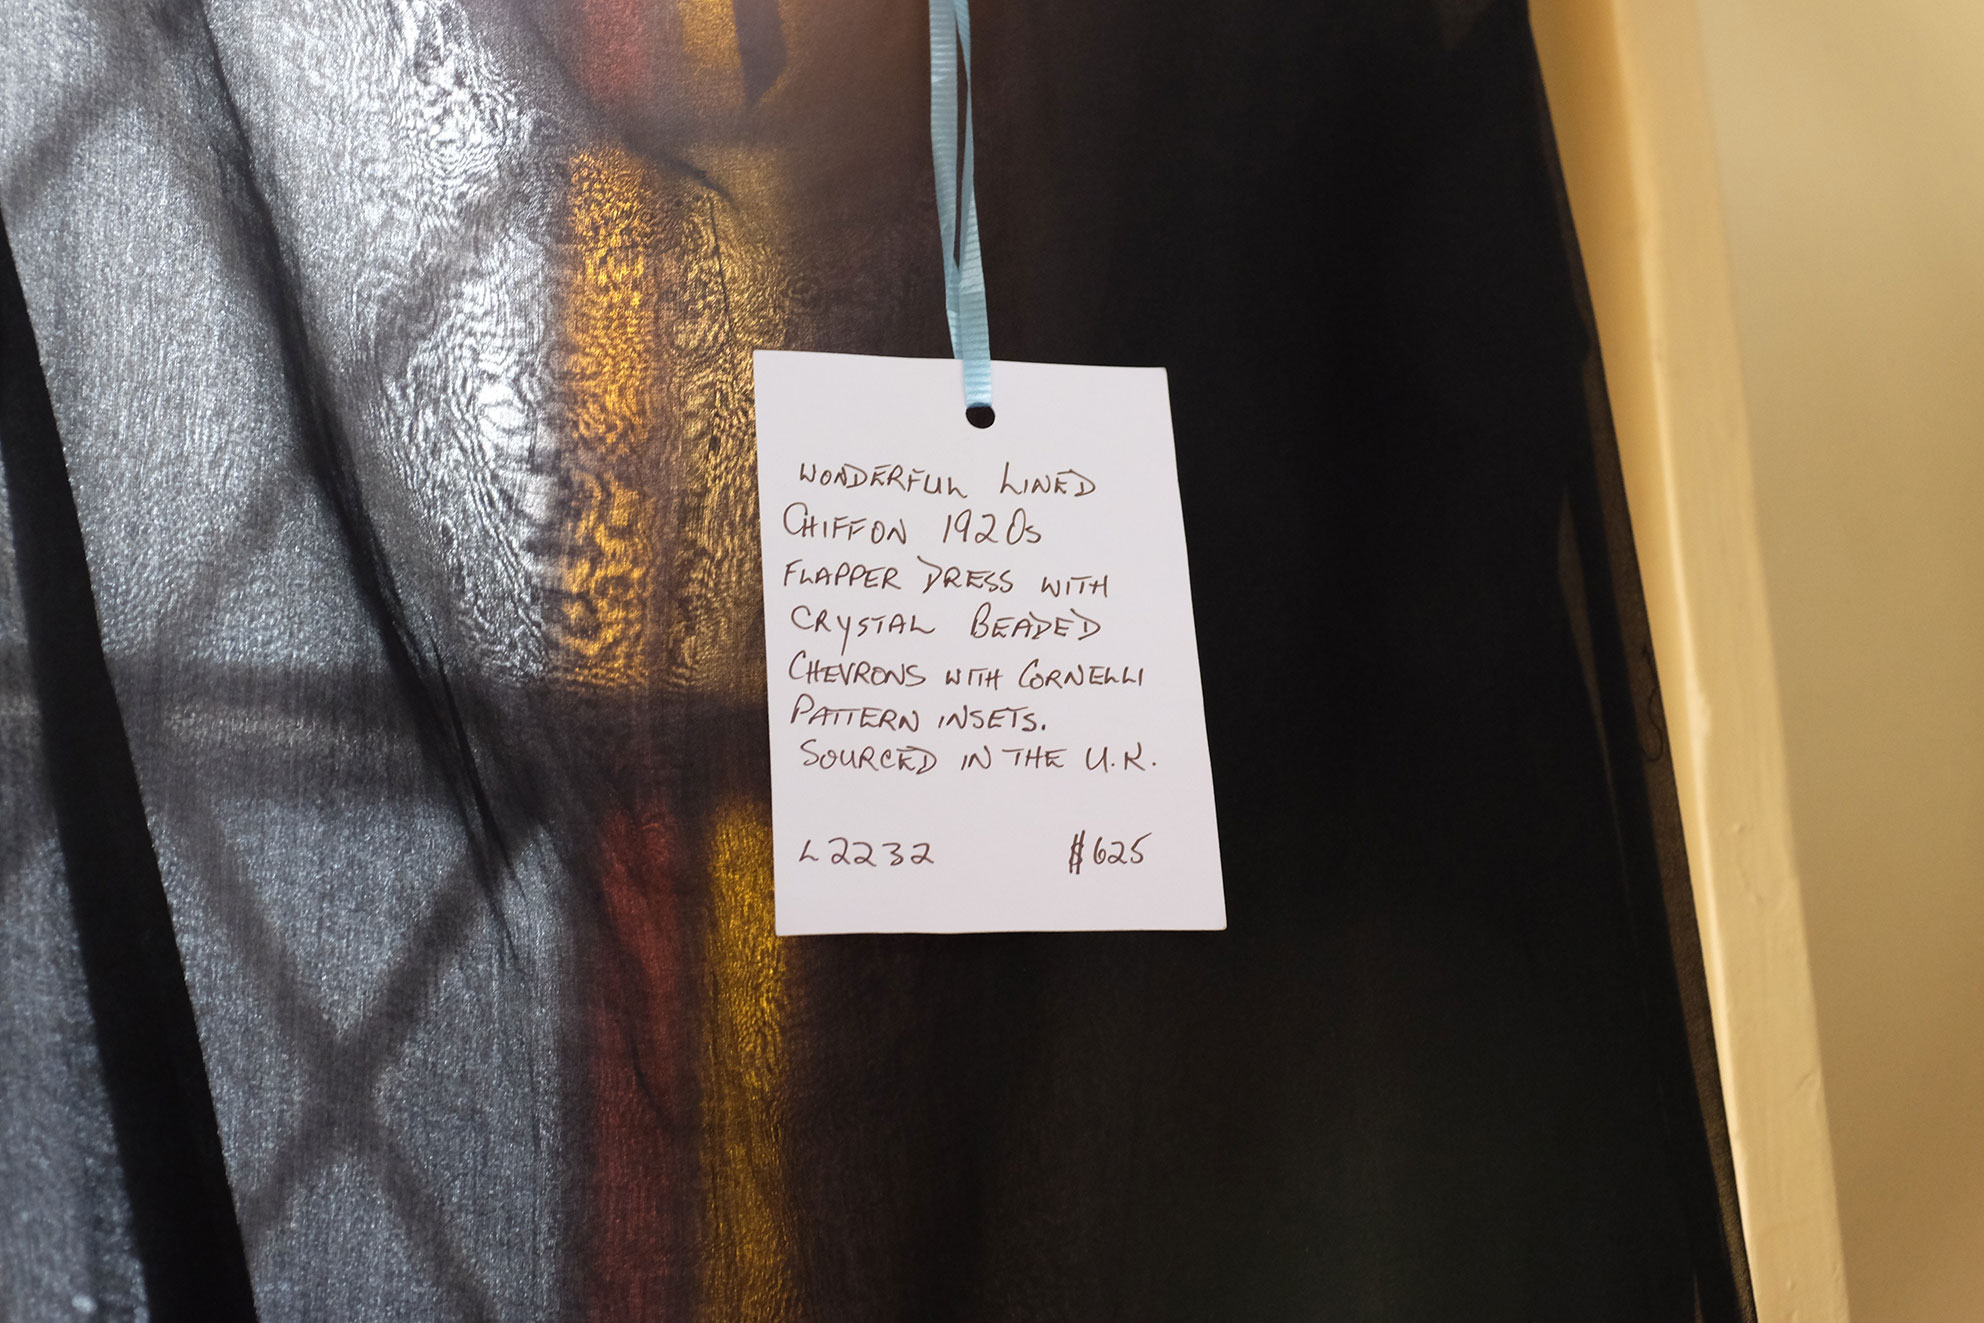 WONDERFUL LINED
CHIFFON 1920s
FLAPPER DRESS WITH
CRYSTAL BEADED
CHEVRONS WITH CORNELLI
PATTERN INSETS.
SOURCED IN THE U.K.
L2232 $625